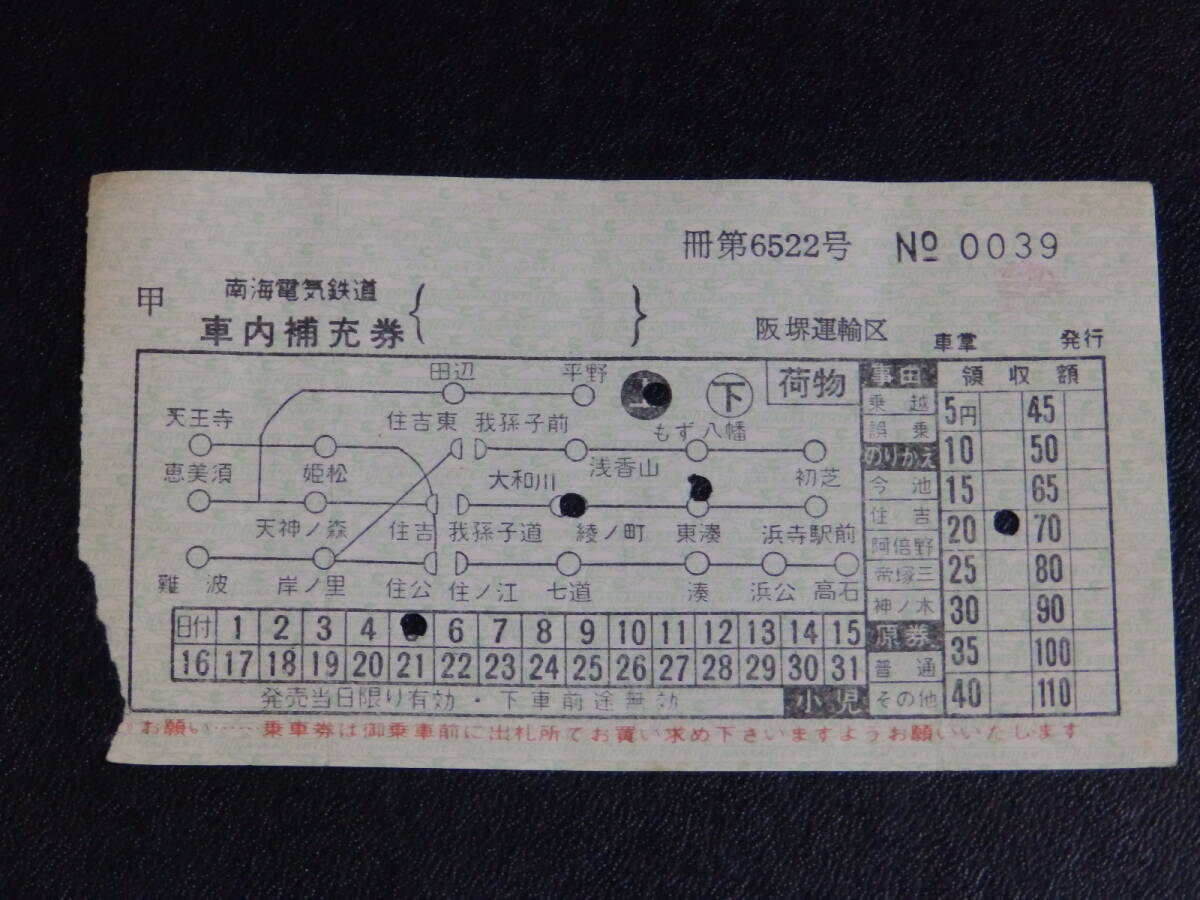 冊第6522号 № 0039
甲 南海電気鉄道
車内補充券 { } 阪堺運輸区 車掌 発行
田辺 平野 上 下 荷物
天王寺 住吉東 我孫子前 もず八幡
恵美須 姫松 大和川 浅香山 初芝
天神ノ森 住吉 我孫子道 綾ノ町 東湊 浜寺駅前
難波 岸ノ里 住公 住ノ江 七道 湊 浜公 高石
日付 1 2 3 4 6 7 8 9 10 11 12 13 14 15
16 17 18 19 20 21 22 23 24 25 26 27 28 29 30 31
発売当日限り有効・下車前途無効 小児
事由
乗越
誤乗
のりかえ
今池
住吉
阿倍野
帝塚三
神ノ木
原券
普通
その他
領収額
5円 45
10 50
15 65
20 70
25 80
30 90
35 100
40 110
お願い……乗車券は御乗車前に出札所でお買い求め下さいますようお願いいたします